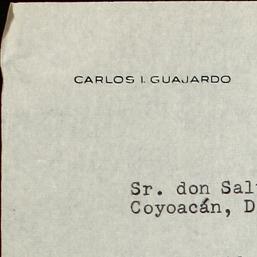 CARLOS I. GUAJARDO
Sr. don Sal
Coyoacán, D